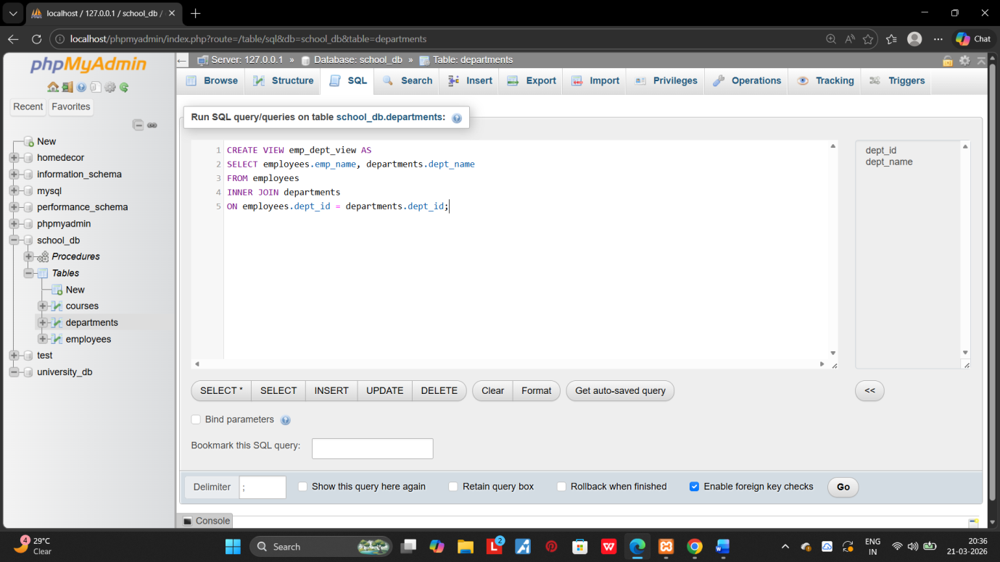 localhost / 127.0.0.1 / school_db /
localhost/phpmyadmin/index.php?route=/table/sql&db=school_db&table=departments
Chat
phpMyAdmin
Recent
Favorites
New
homedecor
information_schema
mysql
performance_schema
phpmyadmin
school_db
Procedures
Tables
New
courses
departments
employees
test
university_db
Server: 127.0.0.1 » Database: school_db » Table: departments
Browse
Structure
SQL
Search
Insert
Export
Import
Privileges
Operations
Tracking
Triggers
Run SQL query/queries on table school_db.departments:
1 CREATE VIEW emp_dept_view AS
2 SELECT employees.emp_name, departments.dept_name
3 FROM employees
4 INNER JOIN departments
5 ON employees.dept_id = departments.dept_id;
dept_id
dept_name
SELECT *
SELECT
INSERT
UPDATE
DELETE
Clear
Format
Get auto-saved query
<<
Bind parameters
Bookmark this SQL query:
Delimiter
;
Show this query here again
Retain query box
Rollback when finished
Enable foreign key checks
Go
Console
4
29°C
Clear
Search
L
2
W
W
ENG
IN
20:36
21-03-2026